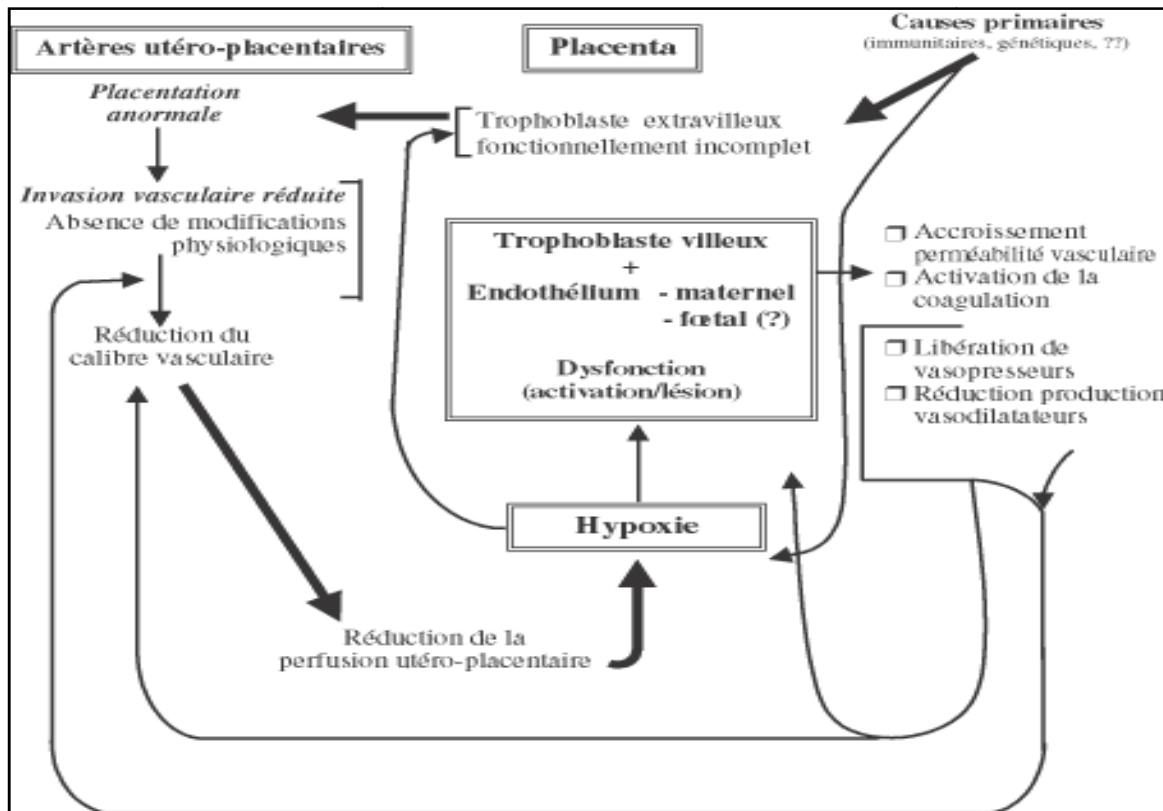 Artères utéro-placentaires
Placenta
Causes primaires
(immunitaires, génétiques, ??)
Placentation
anormale
Trophoblaste extravilleux
fonctionnellement incomplet
Invasion vasculaire réduite
Absence de modifications
physiologiques
Trophoblaste villeux
+
Endothélium - maternel
- fœtal (?)
Dysfonction
(activation/lésion)
❒ Accroissement
perméabilité vasculaire
❒ Activation de la
coagulation
❒ Libération de
vasopresseurs
❒ Réduction production
vasodilatateurs
Réduction du
calibre vasculaire
Hypoxie
Réduction de la
perfusion utéro-placentaire